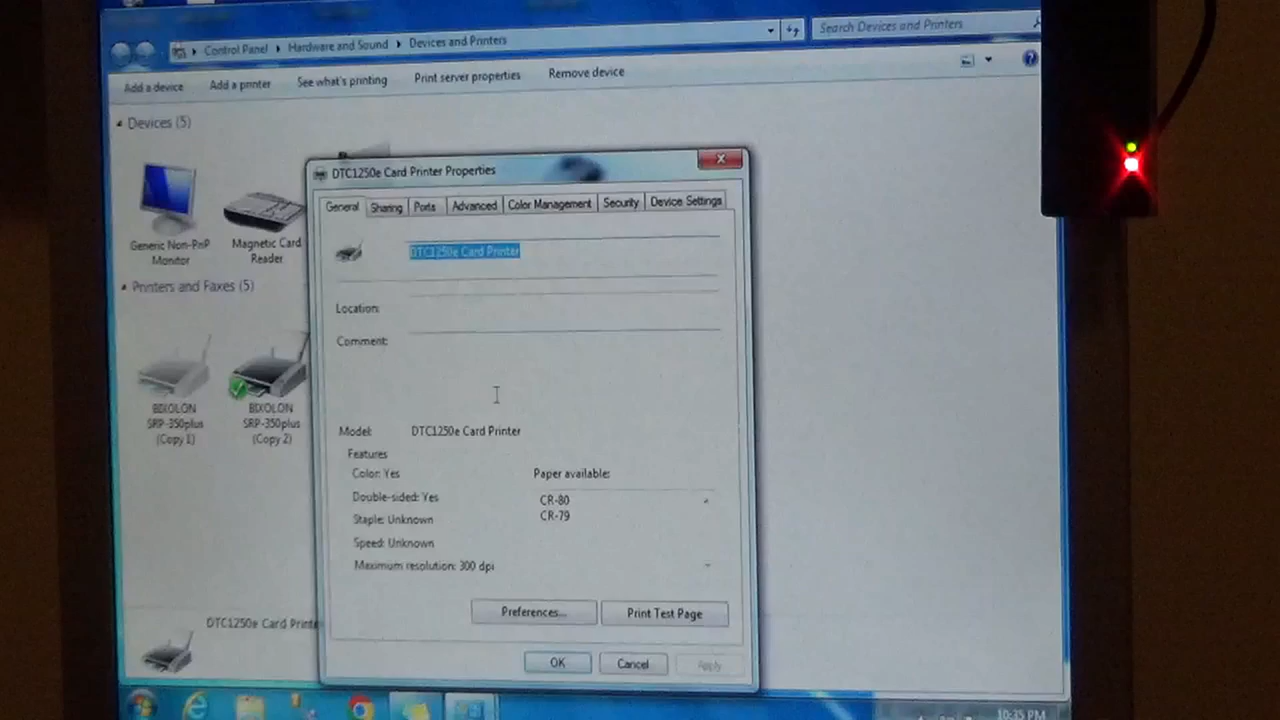 Control Panel Hardware and Sound Devices and Printers
Search Devices and Printers
Add a device Add a printer See what's printing Print server properties Remove device
Devices (5)
Generic Non-PnP
Monitor
Magnetic Card
Reader
Printers and Faxes (5)
BIXOLON
SRP-350plus
(Copy 1)
BIXOLON
SRP-350plus
(Copy 2)
DTC1250e Card Printer Properties
General Sharing Ports Advanced Color Management Security Device Settings
DTC1250e Card Printer
Location:
Comment:
Model: DTC1250e Card Printer
Features
Color: Yes
Double-sided: Yes
Staple: Unknown
Speed: Unknown
Maximum resolution: 300 dpi
Paper available:
CR-80
CR-79
Preferences... Print Test Page
OK Cancel Apply
DTC1250e Card Printe
10:35 PM